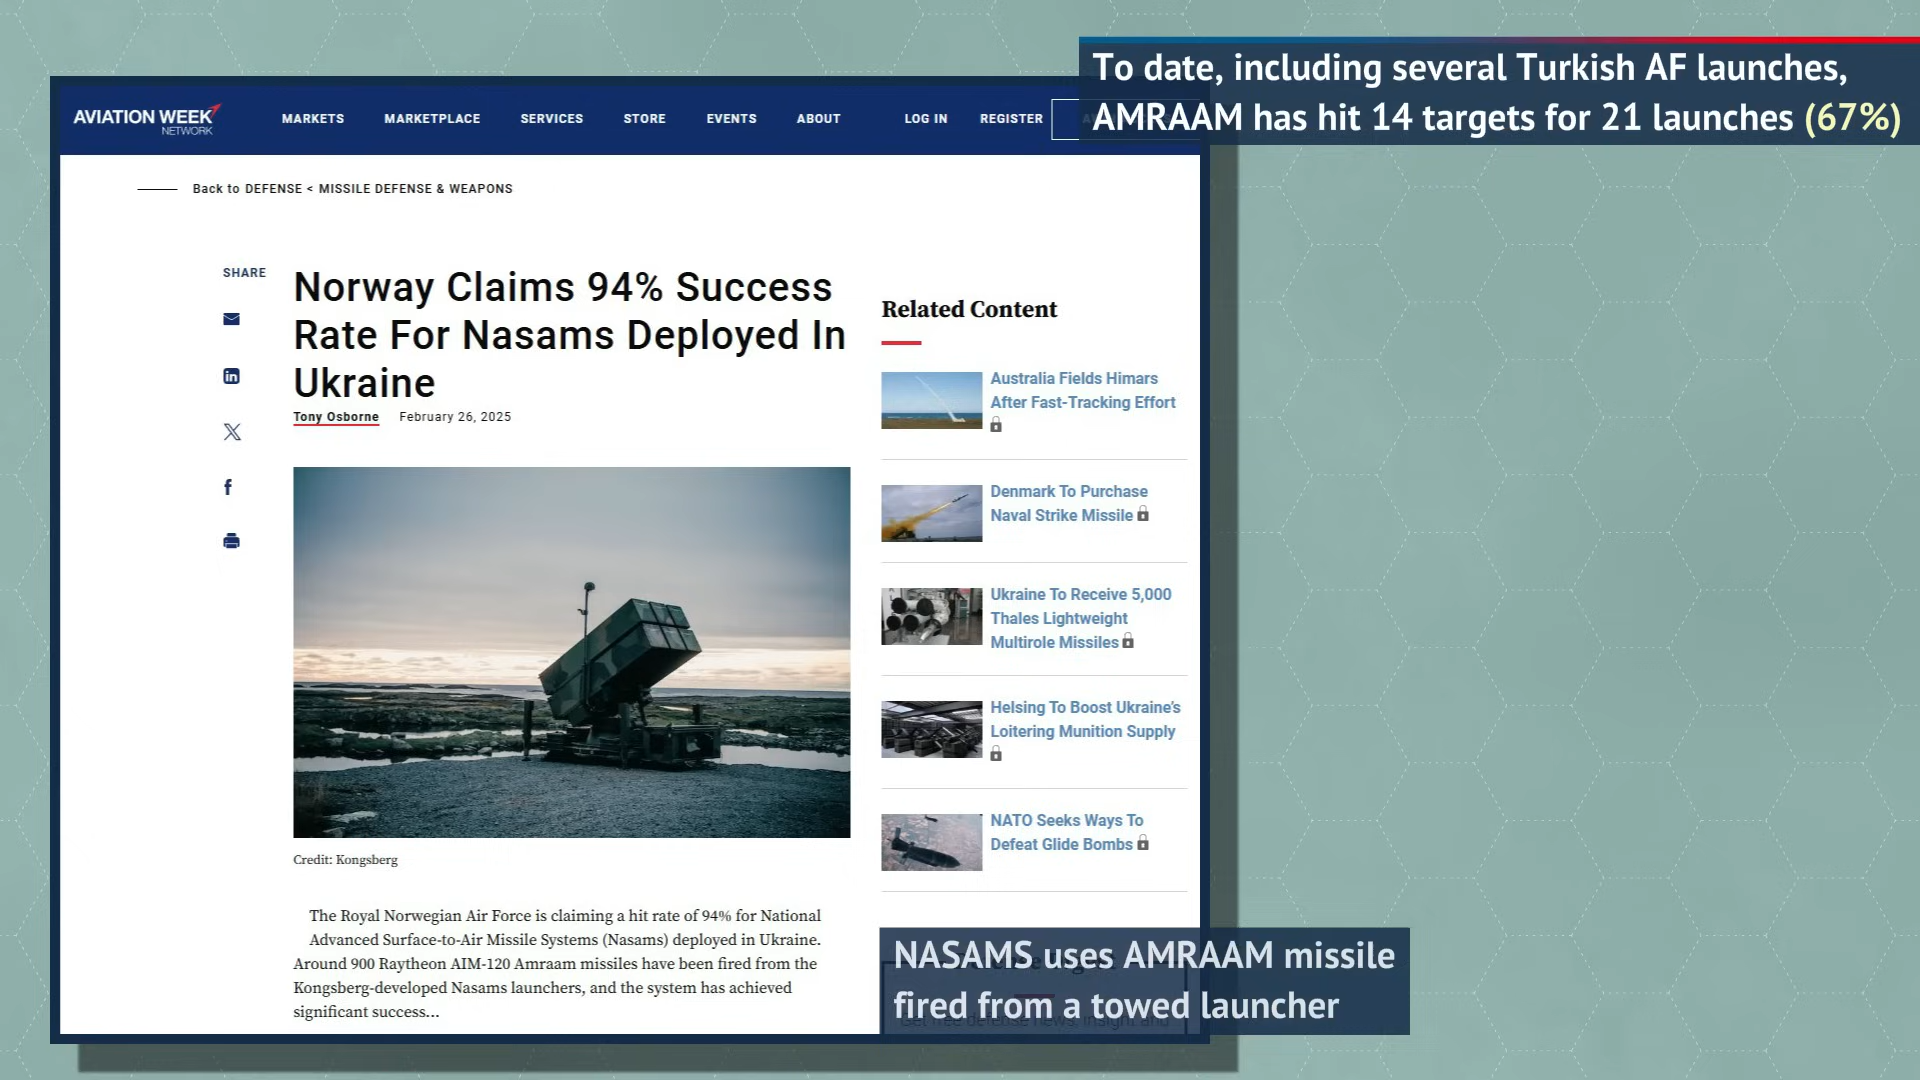 To date, including several Turkish AF launches,
AMRAAM has hit 14 targets for 21 launches (67%)
AVIATION WEEK
NETWORK
MARKETS
MARKETPLACE
SERVICES
STORE
EVENTS
ABOUT
LOG IN
REGISTER
Back to DEFENSE < MISSILE DEFENSE & WEAPONS
SHARE
Norway Claims 94% Success
Rate For Nasams Deployed In
Ukraine
Tony Osborne February 26, 2025
Credit: Kongsberg
The Royal Norwegian Air Force is claiming a hit rate of 94% for National
Advanced Surface-to-Air Missile Systems (Nasams) deployed in Ukraine.
Around 900 Raytheon AIM-120 Amraam missiles have been fired from the
Kongsberg-developed Nasams launchers, and the system has achieved
significant success...
Related Content
Australia Fields Himars
After Fast-Tracking Effort
Denmark To Purchase
Naval Strike Missile
Ukraine To Receive 5,000
Thales Lightweight
Multirole Missiles
Helsing To Boost Ukraine's
Loitering Munition Supply
NATO Seeks Ways To
Defeat Glide Bombs
NASAMS uses AMRAAM missile
fired from a towed launcher